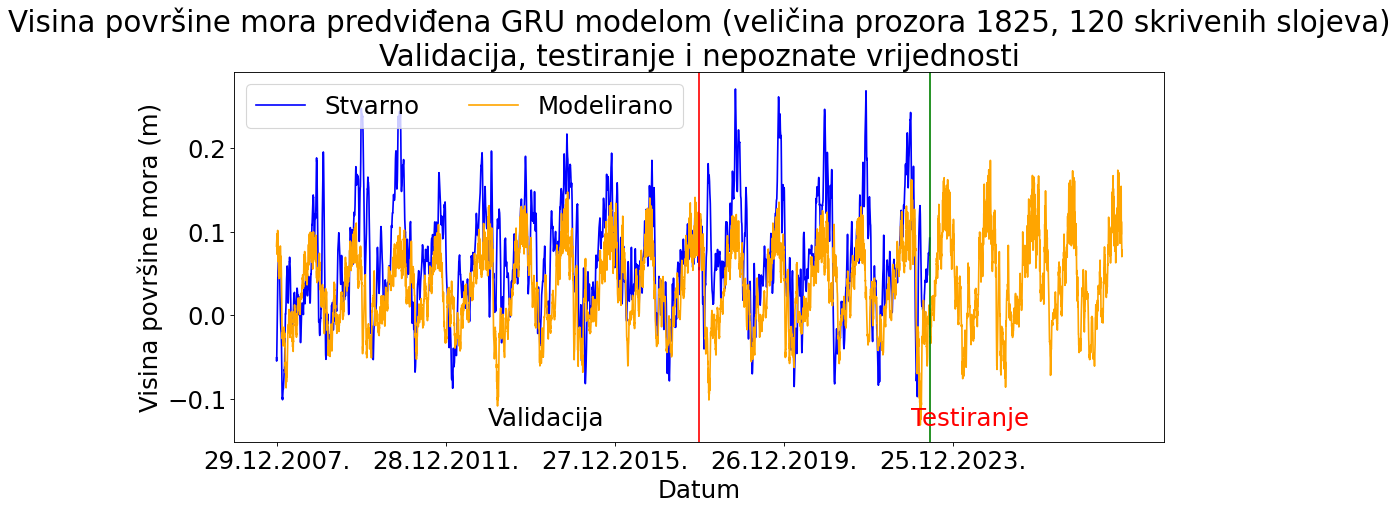 Visina površine mora predviđena GRU modelom (veličina prozora 1825, 120 skrivenih slojeva)
Validacija, testiranje i nepoznate vrijednosti
Stvarno
Modelirano
Visina površine mora (m)
0.2
0.1
0.0
−0.1
Validacija
Testiranje
29.12.2007.
28.12.2011.
27.12.2015.
26.12.2019.
25.12.2023.
Datum